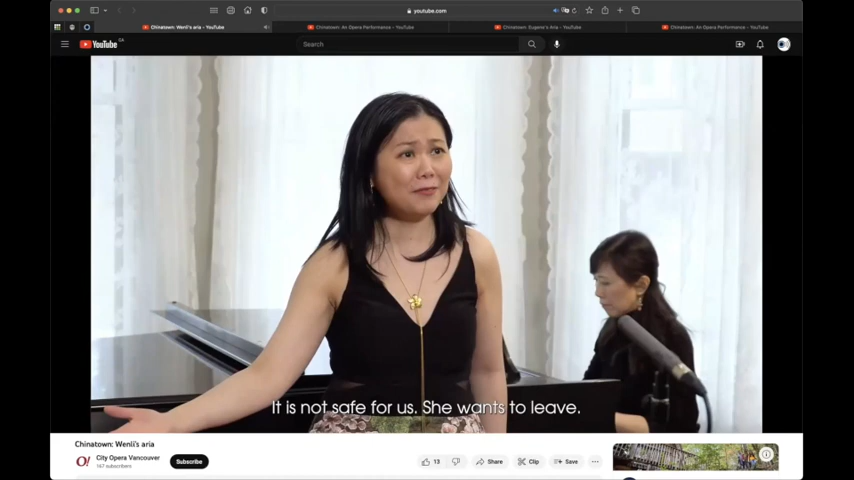 youtube.com
Chinatown: Wenli's aria - YouTube
Chinatown: An Opera Performance - YouTube
Chinatown: Eugene's Aria - YouTube
Chinatown: An Opera Performance - YouTube
YouTube CA
Search
It is not safe for us. She wants to leave.
Chinatown: Wenli's aria
O!
City Opera Vancouver
167 subscribers
Subscribe
13
Share
Clip
Save